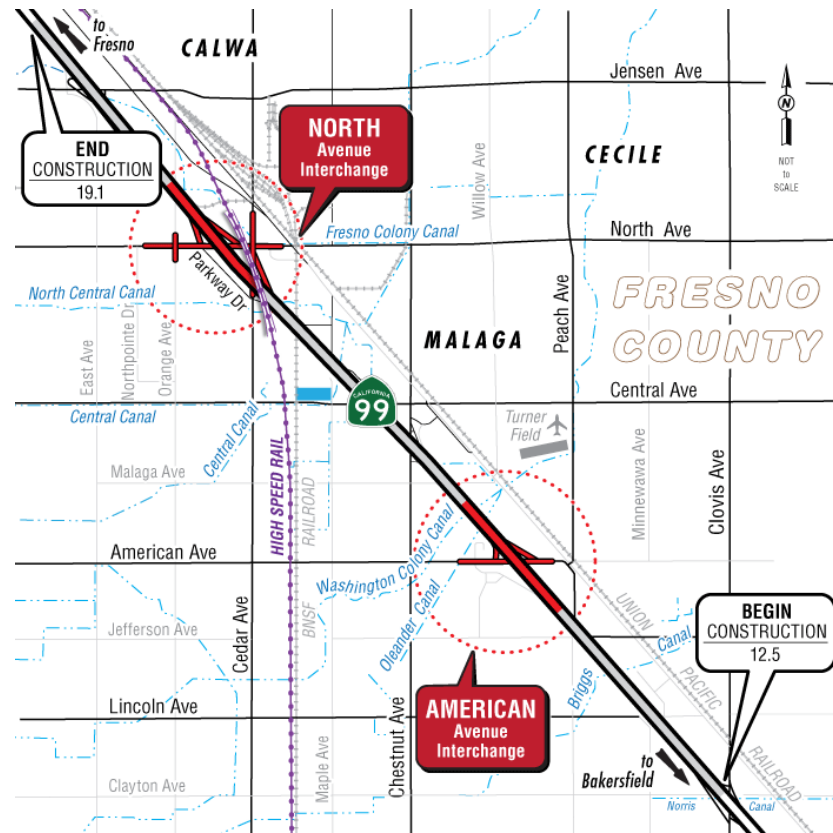 to
Fresno
CALWA
Jensen Ave
END
CONSTRUCTION
19.1
NORTH
Avenue
Interchange
Willow Ave
CECILE
N
NOT
to
SCALE
Fresno Colony Canal
North Ave
Parkway Dr
North Central Canal
FRESNO
COUNTY
Peach Ave
MALAGA
East Ave
Northpointe Dr
Orange Ave
Central Ave
CALIFORNIA
99
Central Canal
Central Canal
Turner
Field
HIGH SPEED RAIL
RAILROAD
Malaga Ave
Minnewawa Ave
Clovis Ave
American Ave
Washington Colony Canal
Oleander Canal
UNION
PACIFIC
RAILROAD
BEGIN
CONSTRUCTION
12.5
Jefferson Ave
Cedar Ave
BNSF
Briggs
Canal
Lincoln Ave
AMERICAN
Avenue
Interchange
Chestnut Ave
Maple Ave
to
Bakersfield
Clayton Ave
Norris
Canal